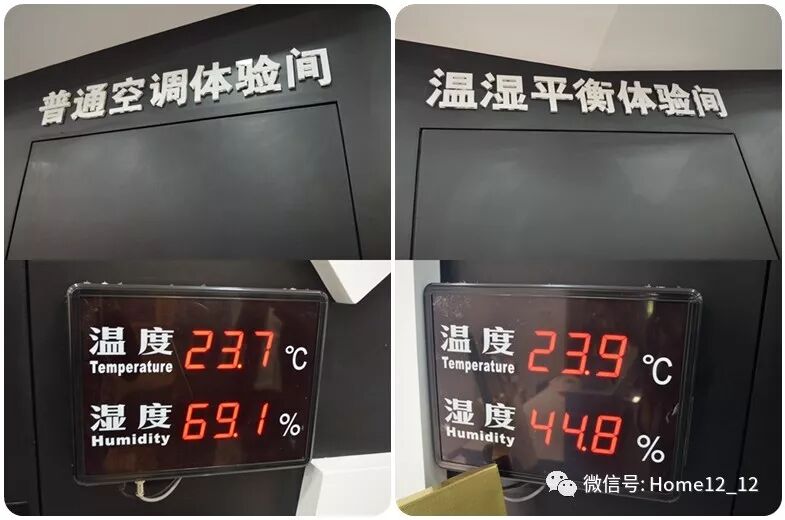 普通空调体验间
温湿平衡体验间
温度 23.7 ℃
Temperature
湿度 69.1 %
Humidity
温度 23.9 ℃
Temperature
湿度 44.8 %
Humidity
微信号: Home12_12